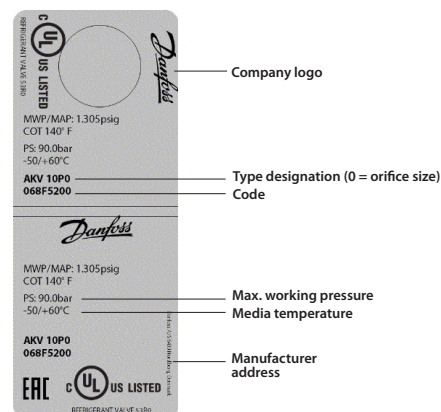 REFRIGERANT VALVE 53B0
C UL US LISTED
Danfoss
Company logo
MWP/MAP: 1.305psig
COT 140° F
PS: 90.0bar
-50/+60°C
AKV 10P0
Type designation (0 = orifice size)
068F5200
Code
Danfoss
MWP/MAP: 1.305psig
COT 140° F
PS: 90.0bar
Max. working pressure
-50/+60°C
Media temperature
Manufacturer
address
AKV 10P0
068F5200
EAC
C UL US LISTED
REFRIGERANT VALVE 53B0